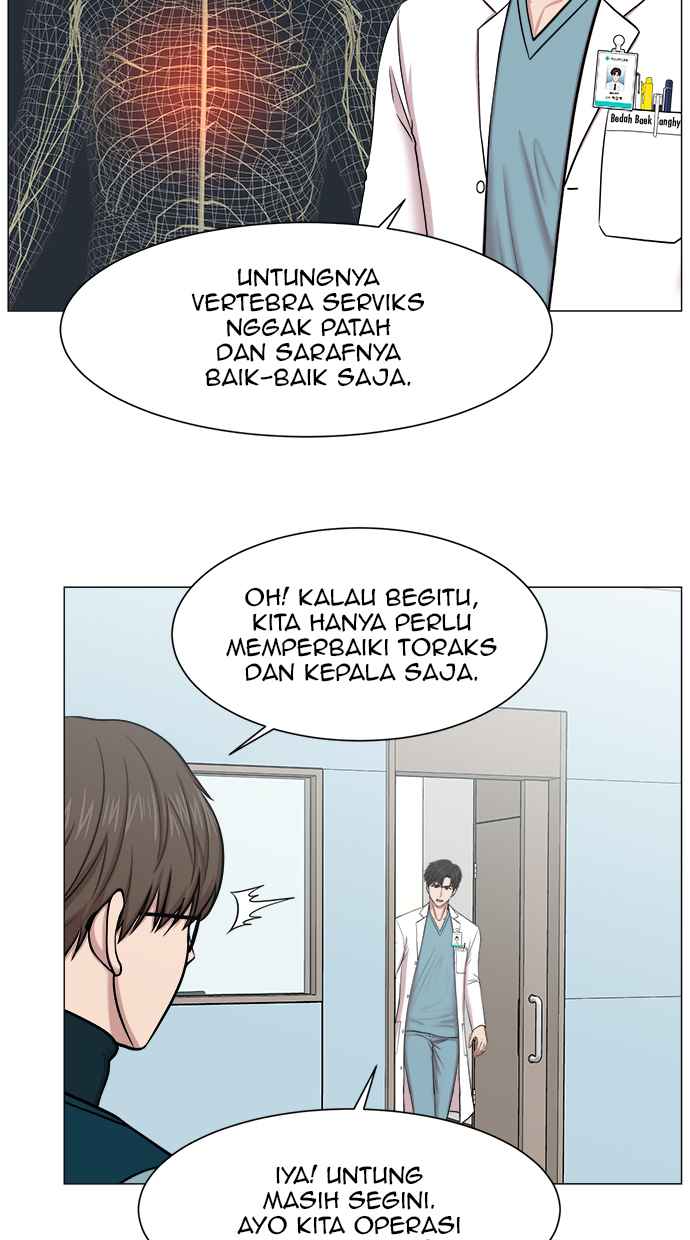 Bedah Baek anghy
UNTUNGNYA
VERTEBRA SERVIKS
NGGAK PATAH
DAN SARAFNYA
BAIK-BAIK SAJA.
OH! KALAU BEGITU,
KITA HANYA PERLU
MEMPERBAIKI TORAKS
DAN KEPALA SAJA.
IYA! UNTUNG
MASIH SEGINI.
AYO KITA OPERASI